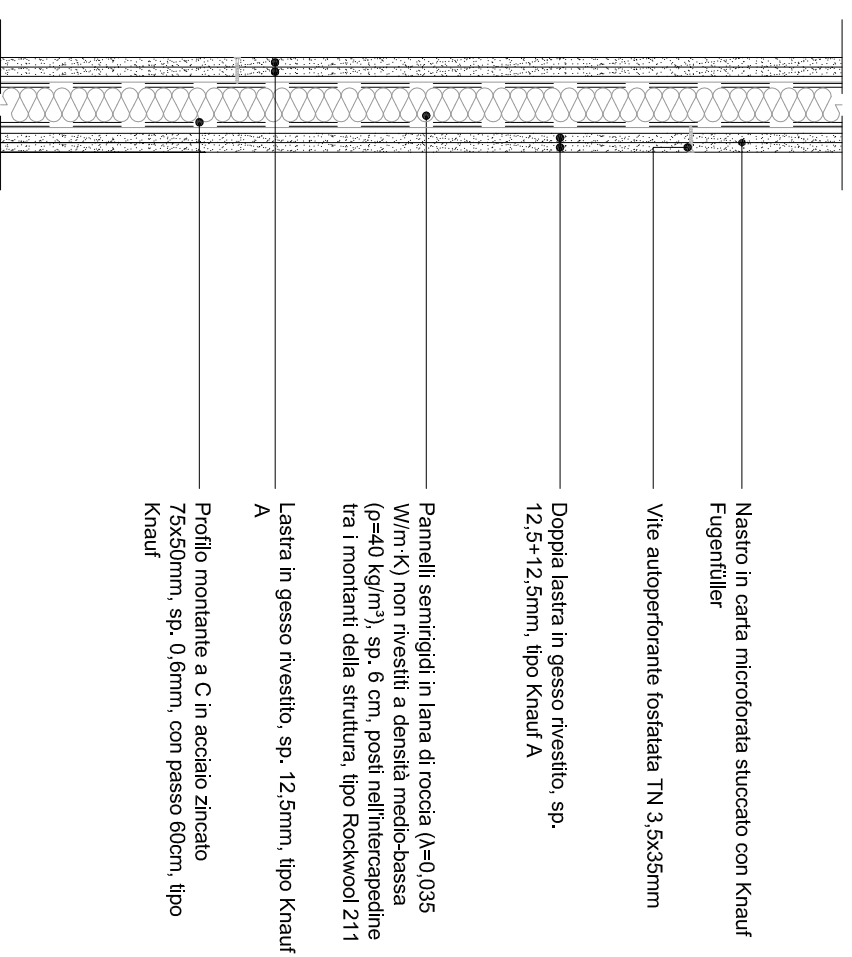 Nastro in carta microforata stuccato con Knauf
Fugenfüller
Vite autoperforante fosfatata TN 3,5x35mm
Doppia lastra in gesso rivestito, sp.
12,5+12,5mm, tipo Knauf A
Pannelli semirigidi in lana di roccia (λ=0,035
W/m·K) non rivestiti a densità medio-bassa
(ρ=40 kg/m³), sp. 6 cm, posti nell'intercapedine
tra i montanti della struttura, tipo Rockwool 211
Lastra in gesso rivestito, sp. 12,5mm, tipo Knauf
A
Profilo montante a C in acciaio zincato
75x50mm, sp. 0,6mm, con passo 60cm, tipo
Knauf